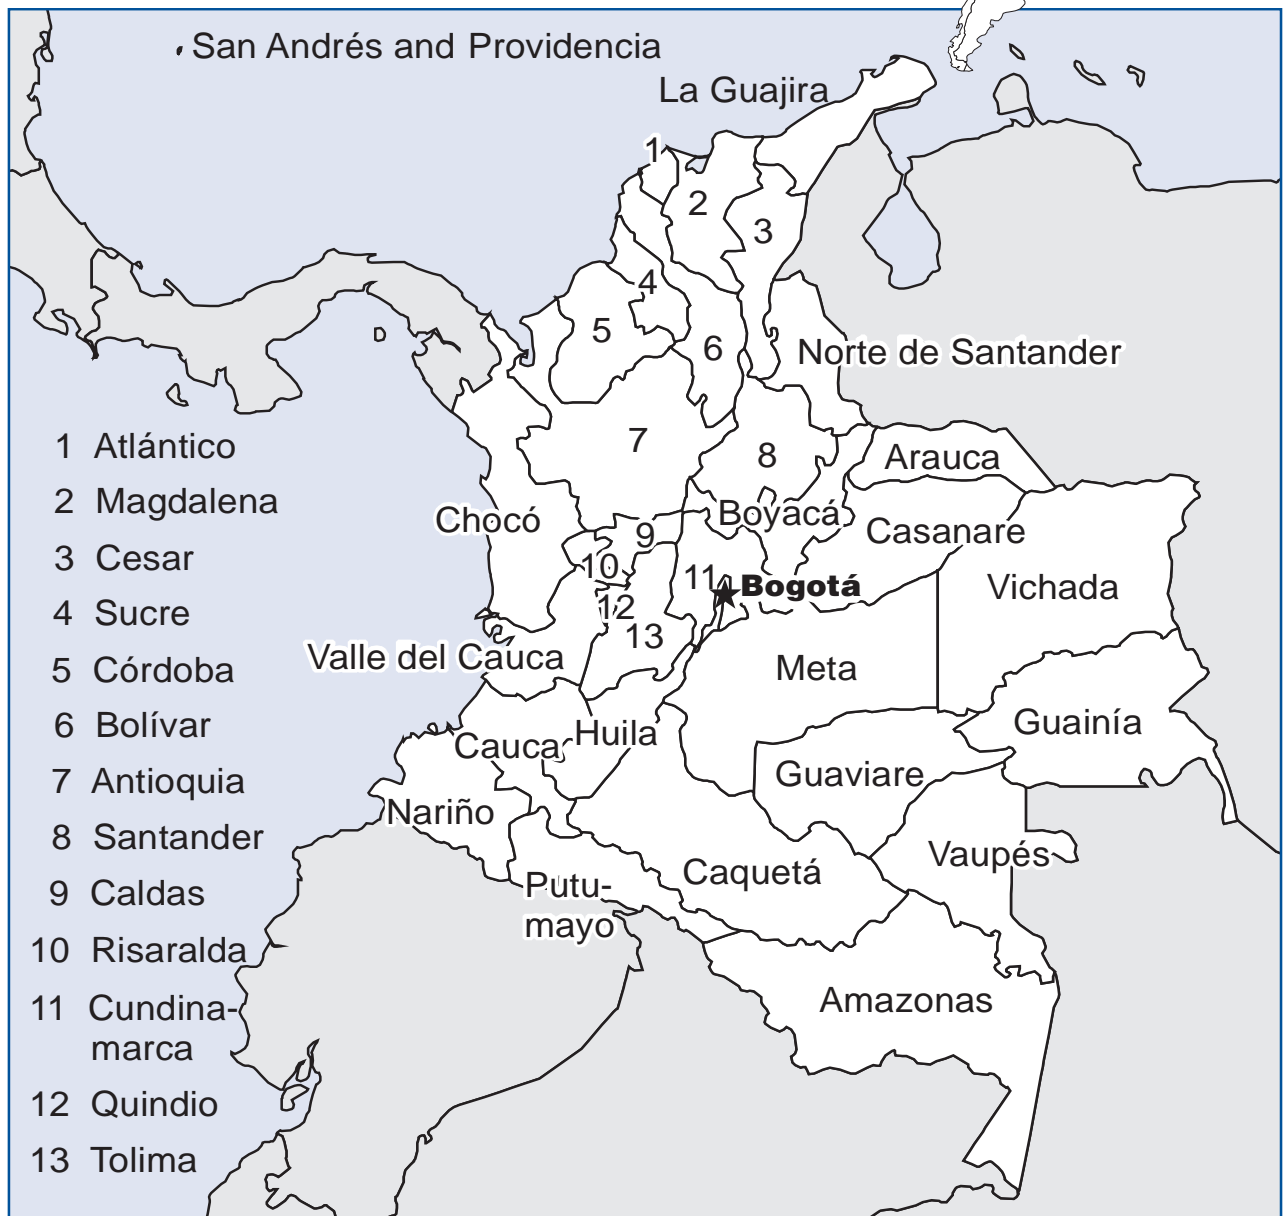 San Andrés and Providencia
La Guajira
1
2
3
4
5
6
Norte de Santander
7
8
Arauca
Chocó
Boyacá
9
Casanare
10
11
Bogotá
Vichada
12
13
Valle del Cauca
Meta
Guainía
Huila
Cauca
Guaviare
Nariño
Vaupés
Caquetá
Putu-
mayo
Amazonas
1 Atlántico
2 Magdalena
3 Cesar
4 Sucre
5 Córdoba
6 Bolívar
7 Antioquia
8 Santander
9 Caldas
10 Risaralda
11 Cundina-
marca
12 Quindio
13 Tolima